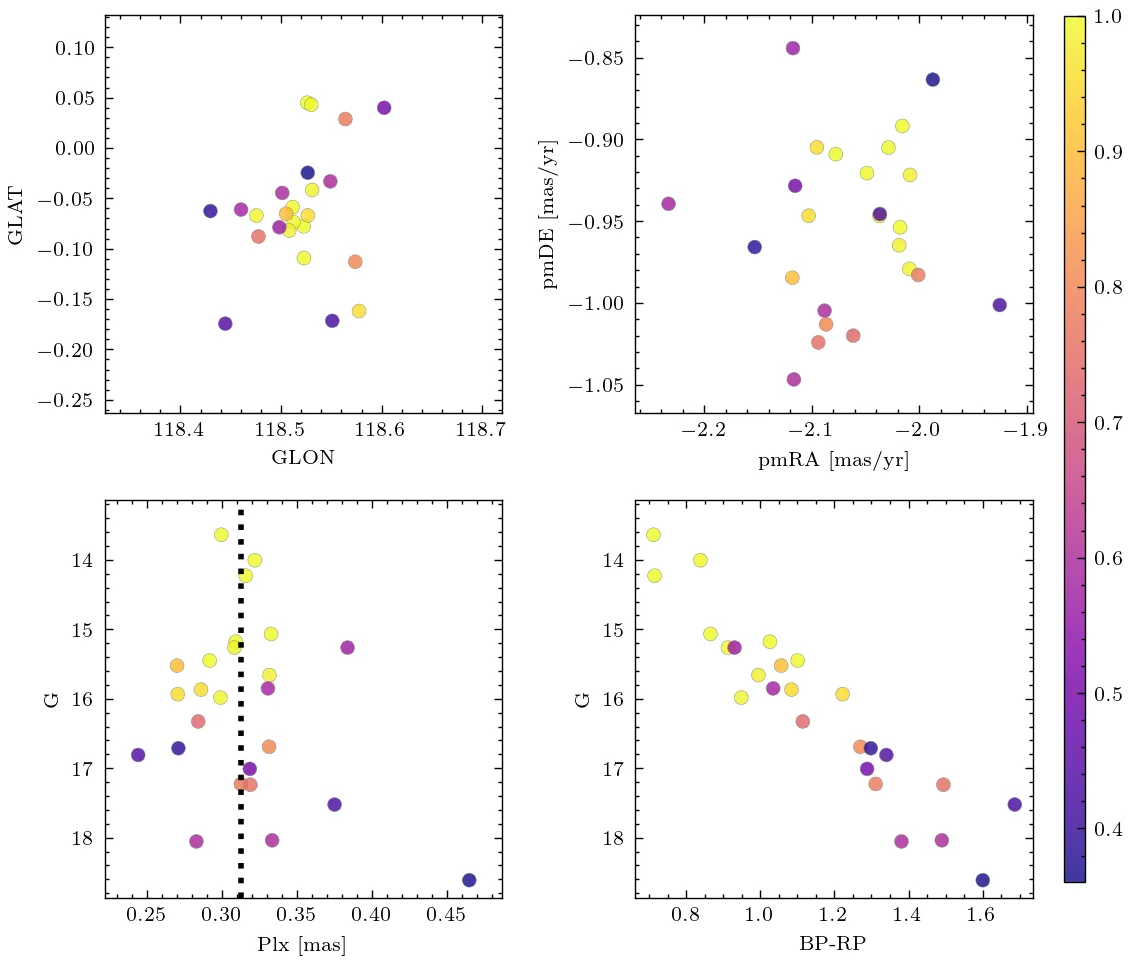 0.10
0.05
0.00
−0.05
−0.10
−0.15
−0.20
−0.25
GLAT
118.4 118.5 118.6 118.7
GLON
−0.85
−0.90
−0.95
−1.00
−1.05
pmDE [mas/yr]
−2.2 −2.1 −2.0 −1.9
pmRA [mas/yr]
14
15
16
17
18
G
0.25 0.30 0.35 0.40 0.45
Plx [mas]
14
15
16
17
18
G
0.8 1.0 1.2 1.4 1.6
BP-RP
1.0
0.9
0.8
0.7
0.6
0.5
0.4